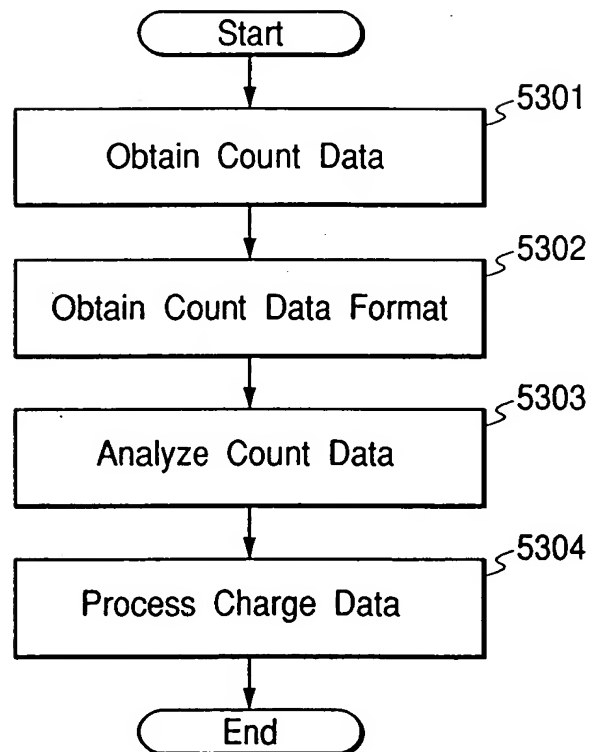 Start
5301
Obtain Count Data
5302
Obtain Count Data Format
5303
Analyze Count Data
5304
Process Charge Data
End